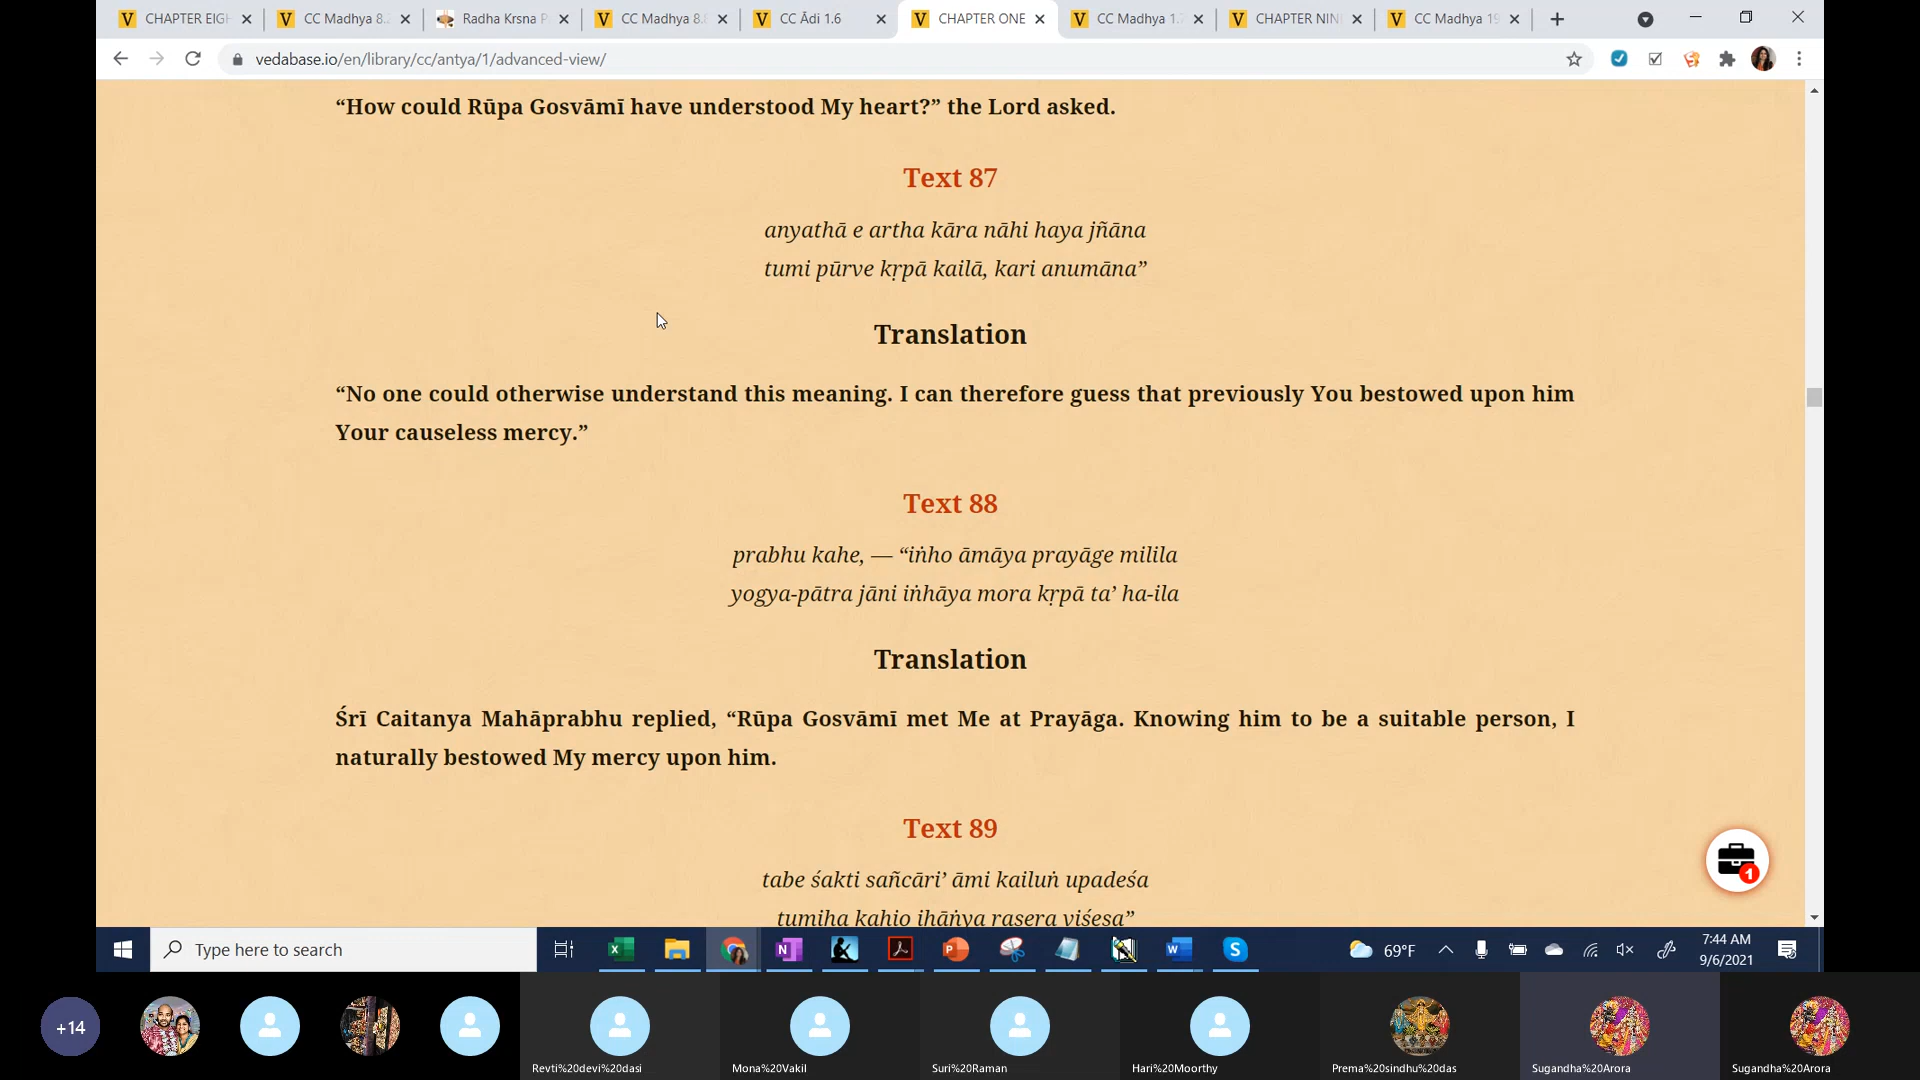 CHAPTER EIGH
CC Madhya 8.2
Radha Krsna P
CC Madhya 8.8
CC Ādi 1.6
CHAPTER ONE
CC Madhya 1.7
CHAPTER NIN
CC Madhya 19
vedabase.io/en/library/cc/antya/1/advanced-view/
“How could Rūpa Gosvāmī have understood My heart?” the Lord asked.
Text 87
anyathā e artha kāra nāhi haya jñāna
tumi pūrve kṛpā kailā, kari anumāna”
Translation
“No one could otherwise understand this meaning. I can therefore guess that previously You bestowed upon him
Your causeless mercy.”
Text 88
prabhu kahe, — “iṅho āmāya prayāge milila
yogya-pātra jāni iṅhāya mora kṛpā ta’ ha-ila
Translation
Śrī Caitanya Mahāprabhu replied, “Rūpa Gosvāmī met Me at Prayāga. Knowing him to be a suitable person, I
naturally bestowed My mercy upon him.
Text 89
tabe śakti sañcāri’ āmi kailuṅ upadeśa
tumiha kahio ihāṅya rasera viśeṣa”
1
Type here to search
69°F
7:44 AM
9/6/2021
+14
Revti%20devi%20dasi
Mona%20Vakil
Suri%20Raman
Hari%20Moorthy
Prema%20sindhu%20das
Sugandha%20Arora
Sugandha%20Arora